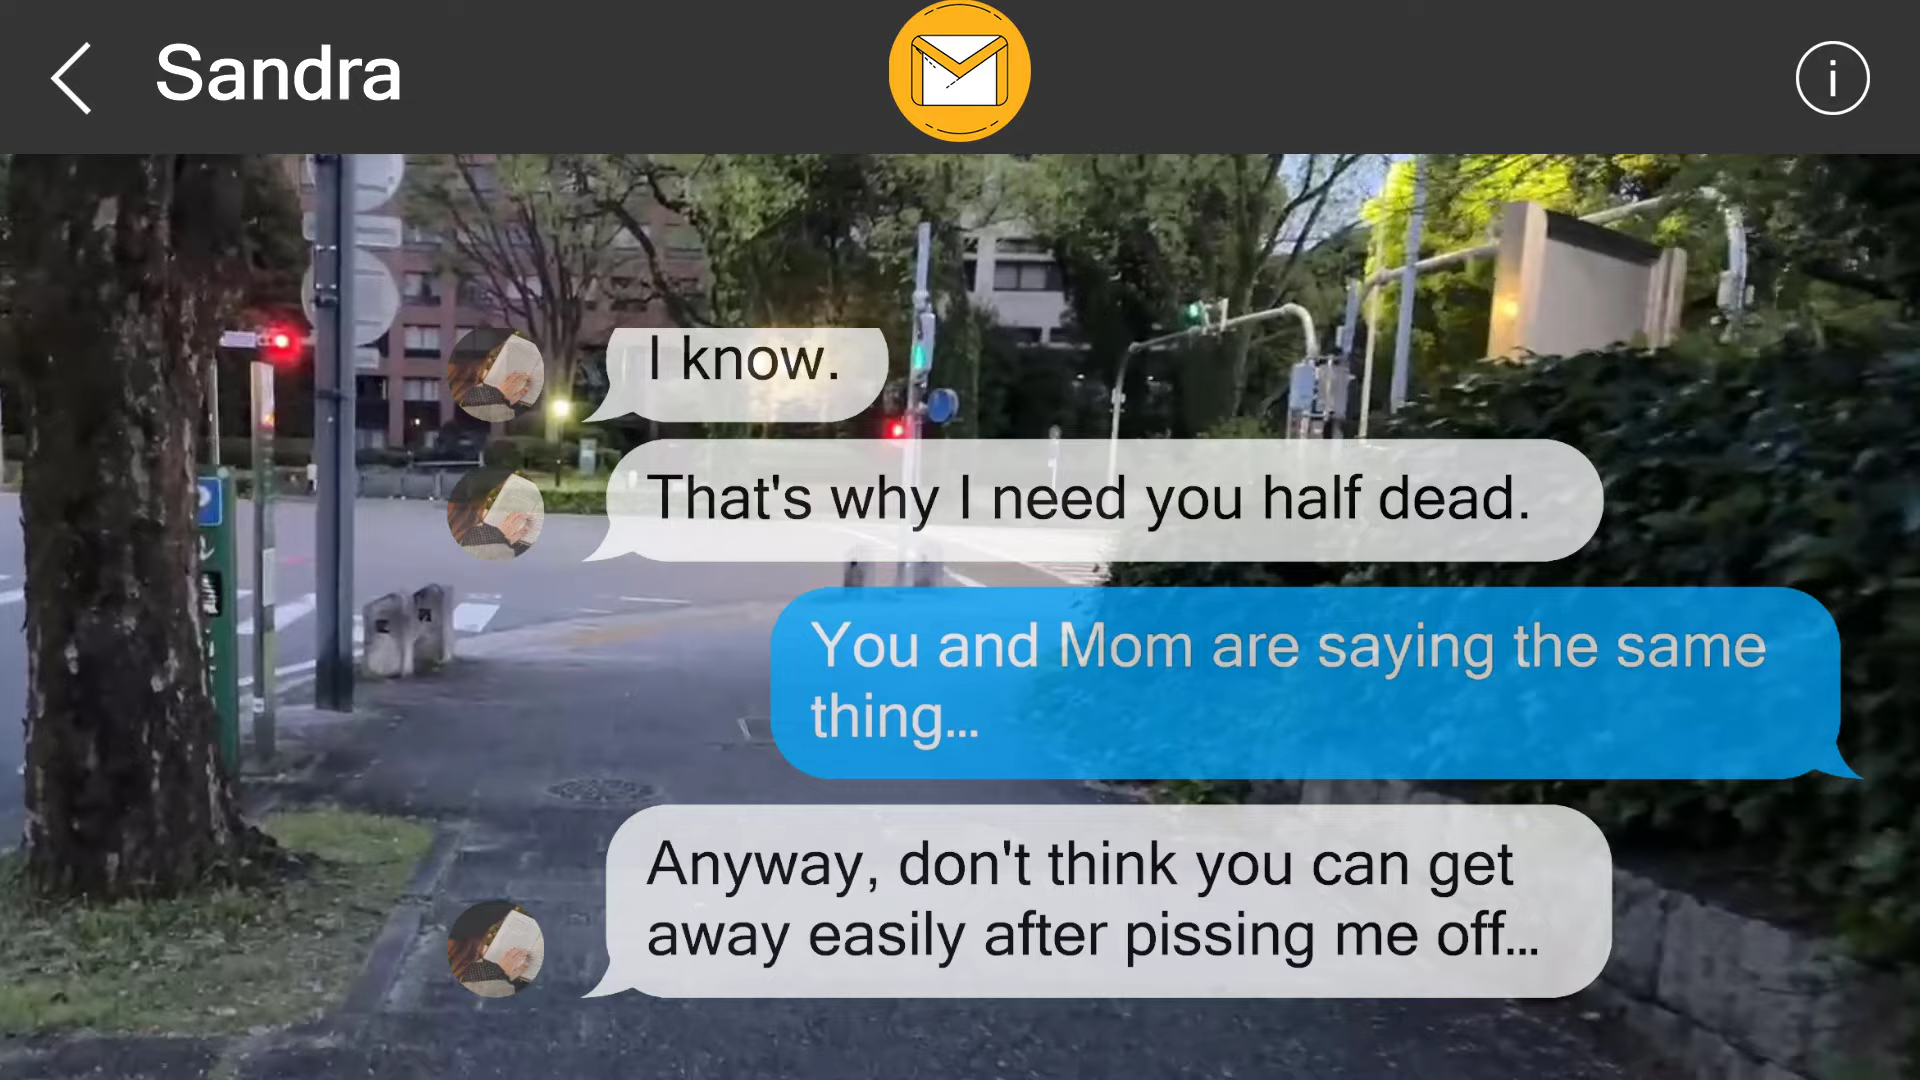 Sandra
I know.
That's why I need you half dead.
You and Mom are saying the same
thing...
Anyway, don't think you can get
away easily after pissing me off...